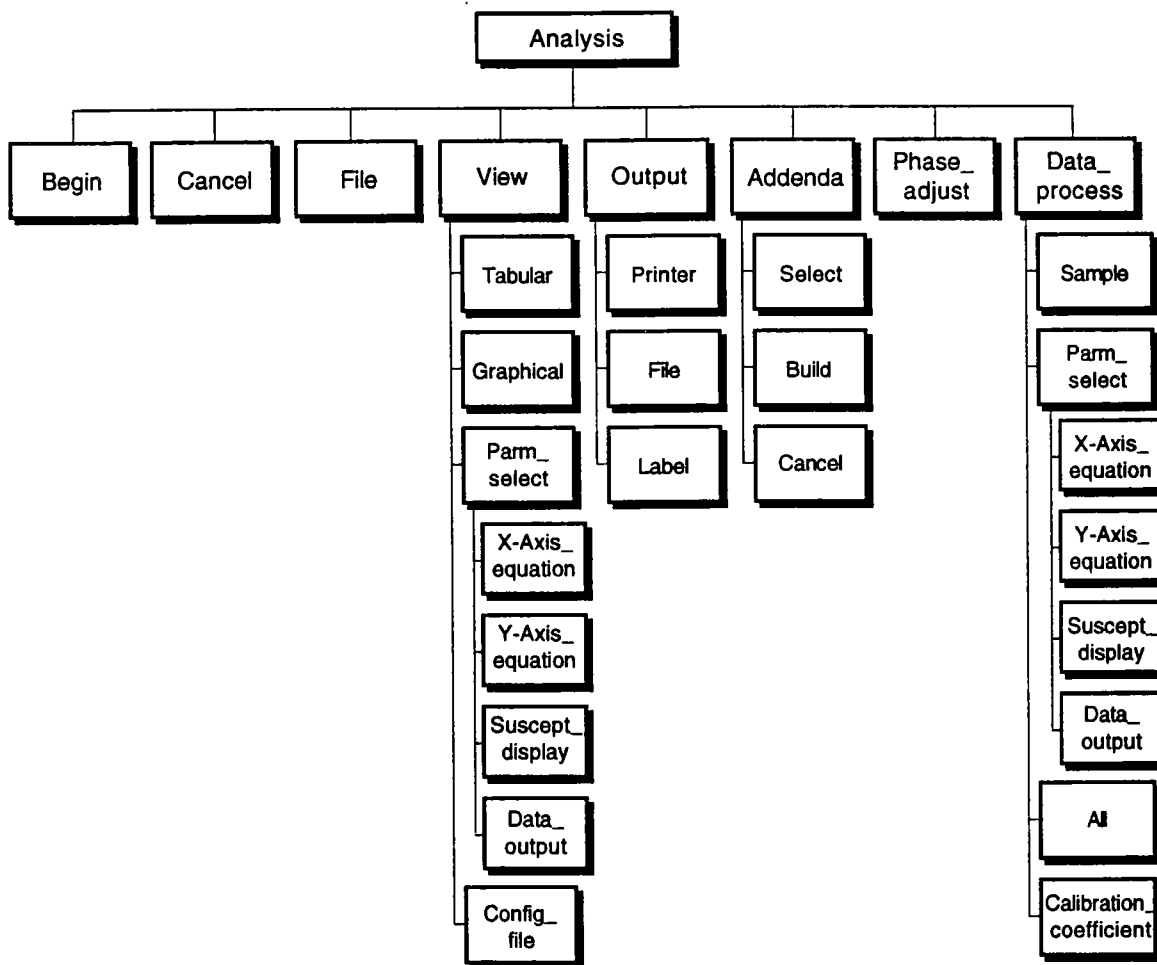 Analysis
Begin
Cancel
File
View
Output
Addenda
Phase_
adjust
Data_
process
Tabular
Graphical
Parm_
select
X-Axis_
equation
Y-Axis_
equation
Suscept_
display
Data_
output
Config_
file
Printer
File
Label
Select
Build
Cancel
Sample
Parm_
select
X-Axis_
equation
Y-Axis_
equation
Suscept_
display
Data_
output
All
Calibration_
coefficient